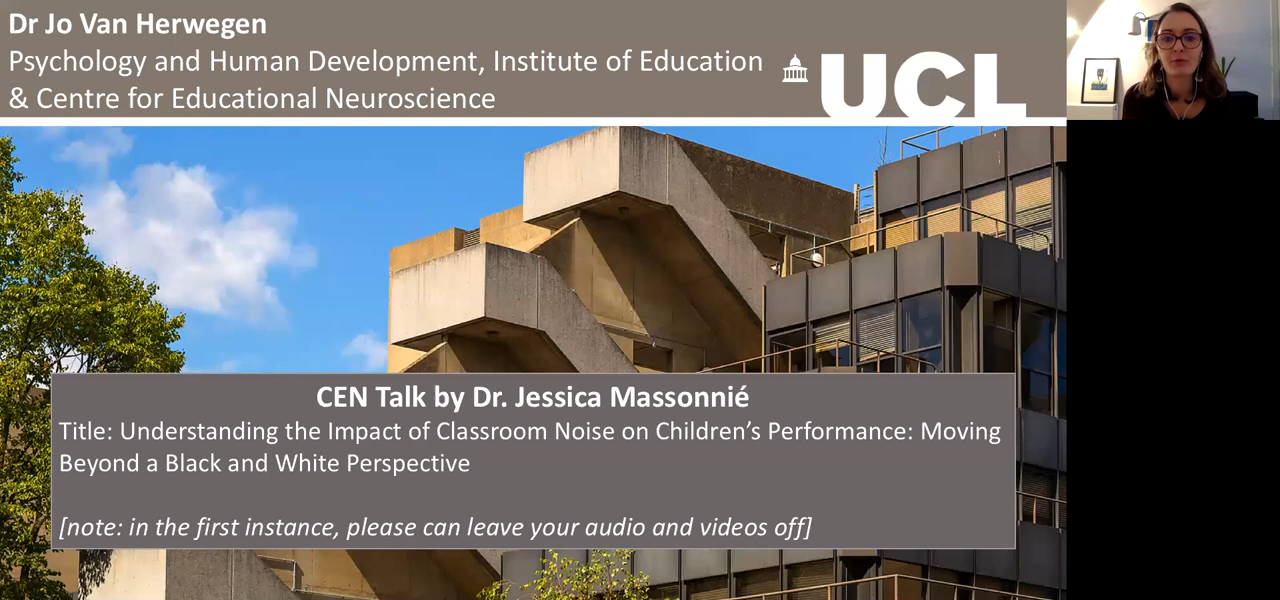 Dr Jo Van Herwegen
Psychology and Human Development, Institute of Education
& Centre for Educational Neuroscience
UCL
CEN Talk by Dr. Jessica Massonnié
Title: Understanding the Impact of Classroom Noise on Children’s Performance: Moving
Beyond a Black and White Perspective
[note: in the first instance, please can leave your audio and videos off]